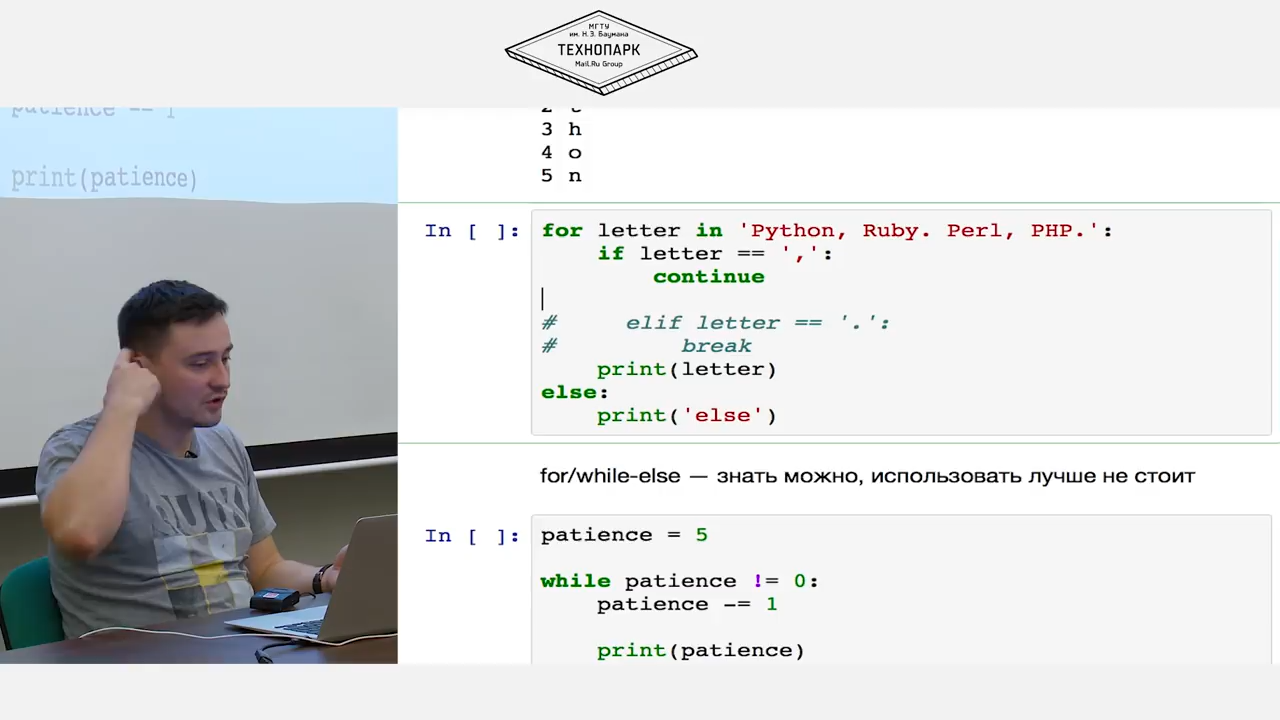 МГТУ
им. Н.Э. Баумана
ТЕХНОПАРК
Mail.Ru Group
patience -= 1
print(patience)
3 h
4 o
5 n
In [ ]:
for letter in 'Python, Ruby. Perl, PHP.':
if letter == ',':
continue
# elif letter == '.':
# break
print(letter)
else:
print('else')
for/while-else — знать можно, использовать лучше не стоит
In [ ]:
patience = 5
while patience != 0:
patience -= 1
print(patience)